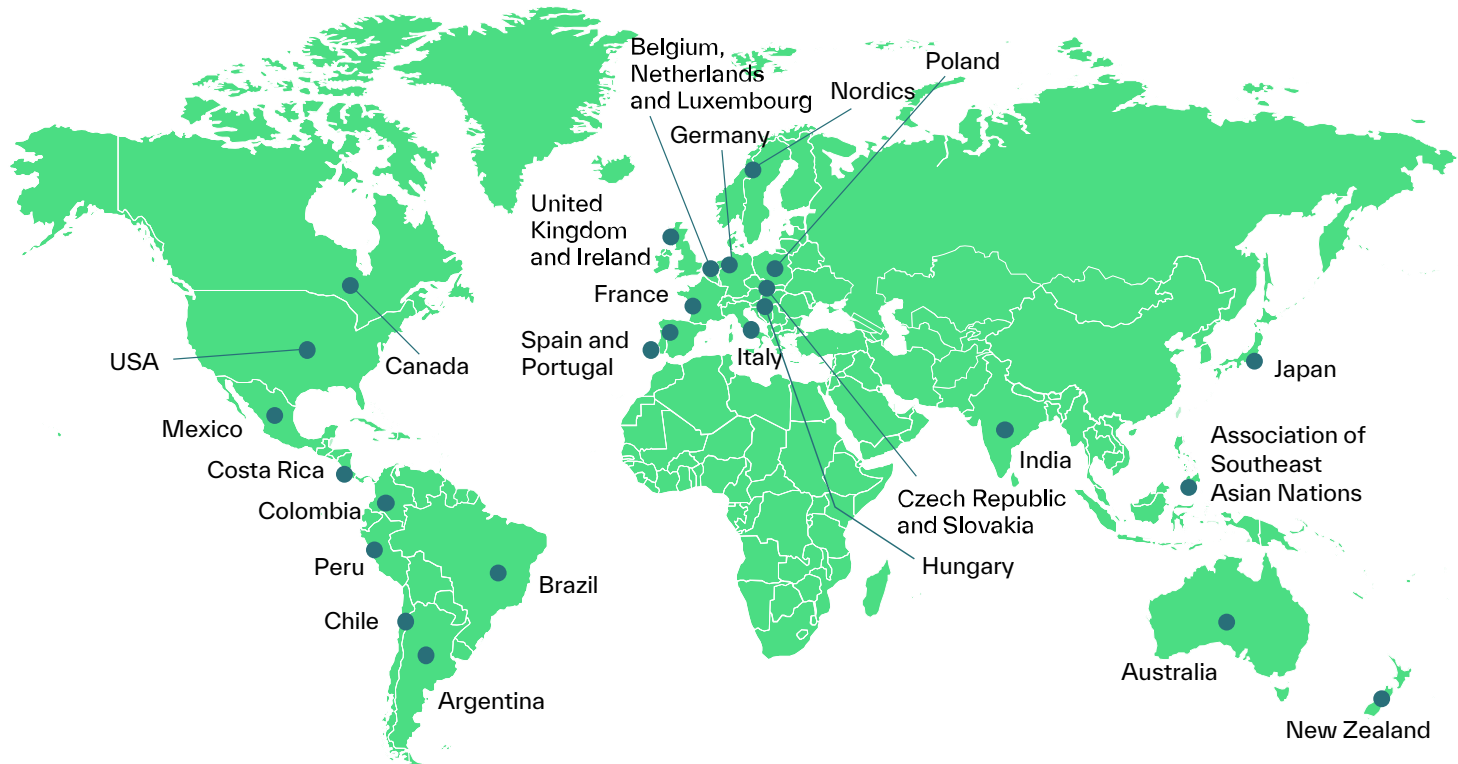 Belgium,
Netherlands
and Luxembourg
Poland
Nordics
Germany
United
Kingdom
and Ireland
France
Spain and
Portugal
Italy
USA
Canada
Japan
Mexico
Association of
Southeast
Asian Nations
Costa Rica
India
Colombia
Czech Republic
and Slovakia
Peru
Hungary
Brazil
Chile
Australia
Argentina
New Zealand